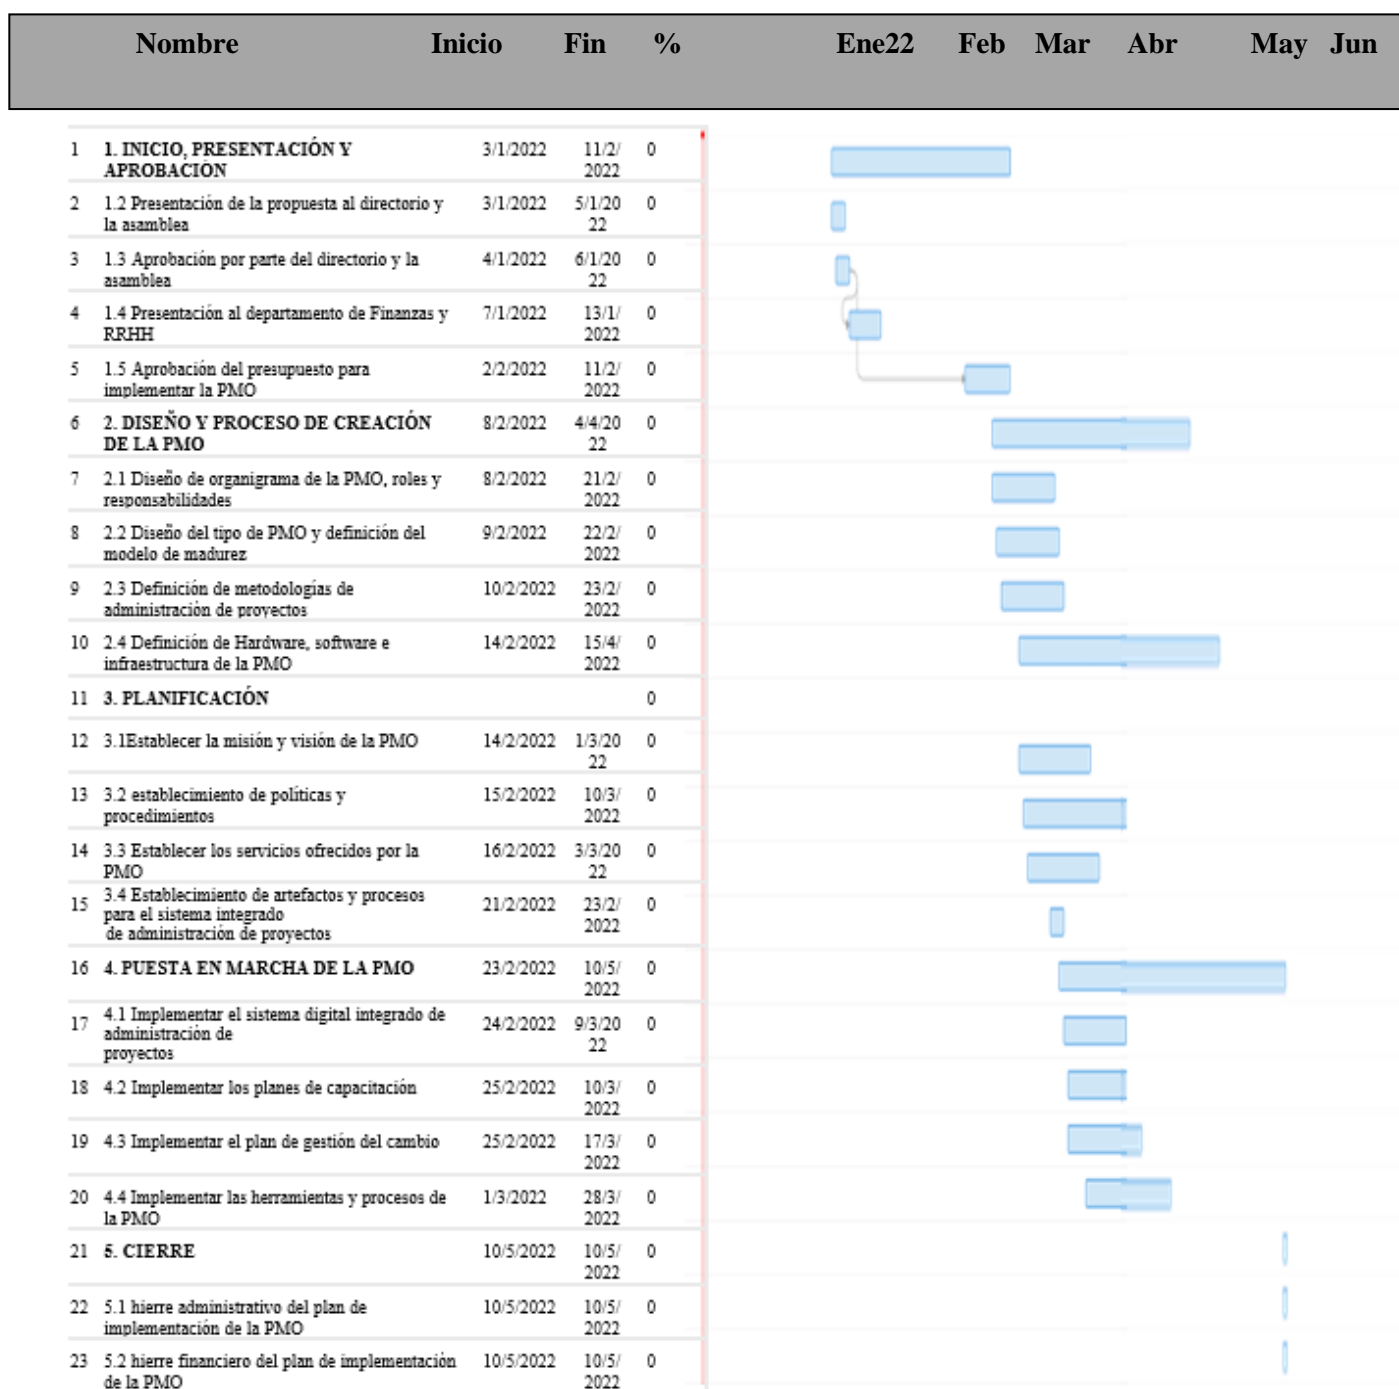 Nombre Inicio Fin % Ene22 Feb Mar Abr May Jun
1 1. INICIO, PRESENTACIÓN Y 3/1/2022 11/2/ 0
APROBACIÓN 2022
2 1.2 Presentación de la propuesta al directorio y 3/1/2022 5/1/20 0
la asamblea 22
3 1.3 Aprobación por parte del directorio y la 4/1/2022 6/1/20 0
asamblea 22
4 1.4 Presentación al departamento de Finanzas y 7/1/2022 13/1/ 0
RRHH 2022
5 1.5 Aprobación del presupuesto para 2/2/2022 11/2/ 0
implementar la PMO 2022
6 2. DISEÑO Y PROCESO DE CREACIÓN 8/2/2022 4/4/20 0
DE LA PMO 22
7 2.1 Diseño de organigrama de la PMO, roles y 8/2/2022 21/2/ 0
responsabilidades 2022
8 2.2 Diseño del tipo de PMO y definición del 9/2/2022 22/2/ 0
modelo de madurez 2022
9 2.3 Definición de metodologías de 10/2/2022 23/2/ 0
administración de proyectos 2022
10 2.4 Definición de Hardware, software e 14/2/2022 15/4/ 0
infraestructura de la PMO 2022
11 3. PLANIFICACIÓN 0
12 3.1Establecer la misión y visión de la PMO 14/2/2022 1/3/20 0
22
13 3.2 establecimiento de políticas y 15/2/2022 10/3/ 0
procedimientos 2022
14 3.3 Establecer los servicios ofrecidos por la 16/2/2022 3/3/20 0
PMO 22
15 3.4 Establecimiento de artefactos y procesos 21/2/2022 23/2/ 0
para el sistema integrado 2022
de administración de proyectos
16 4. PUESTA EN MARCHA DE LA PMO 23/2/2022 10/5/ 0
2022
17 4.1 Implementar el sistema digital integrado de 24/2/2022 9/3/20 0
administración de 22
proyectos
18 4.2 Implementar los planes de capacitación 25/2/2022 10/3/ 0
2022
19 4.3 Implementar el plan de gestión del cambio 25/2/2022 17/3/ 0
2022
20 4.4 Implementar las herramientas y procesos de 1/3/2022 28/3/ 0
la PMO 2022
21 5. CIERRE 10/5/2022 10/5/ 0
2022
22 5.1 hierre administrativo del plan de 10/5/2022 10/5/ 0
implementación de la PMO 2022
23 5.2 hierre financiero del plan de implementación 10/5/2022 10/5/ 0
de la PMO 2022